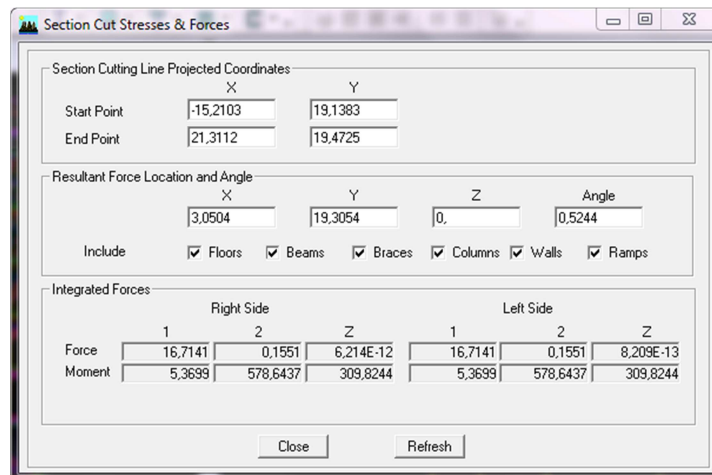 Section Cut Stresses & Forces
Section Cutting Line Projected Coordinates
X Y
Start Point -15,2103 19,1383
End Point 21,3112 19,4725
Resultant Force Location and Angle
X Y Z Angle
3,0504 19,3054 0, 0,5244
Include Floors Beams Braces Columns Walls Ramps
Integrated Forces
Right Side Left Side
1 2 Z 1 2 Z
Force 16,7141 0,1551 6,214E-12 16,7141 0,1551 8,209E-13
Moment 5,3699 578,6437 309,8244 5,3699 578,6437 309,8244
Close Refresh